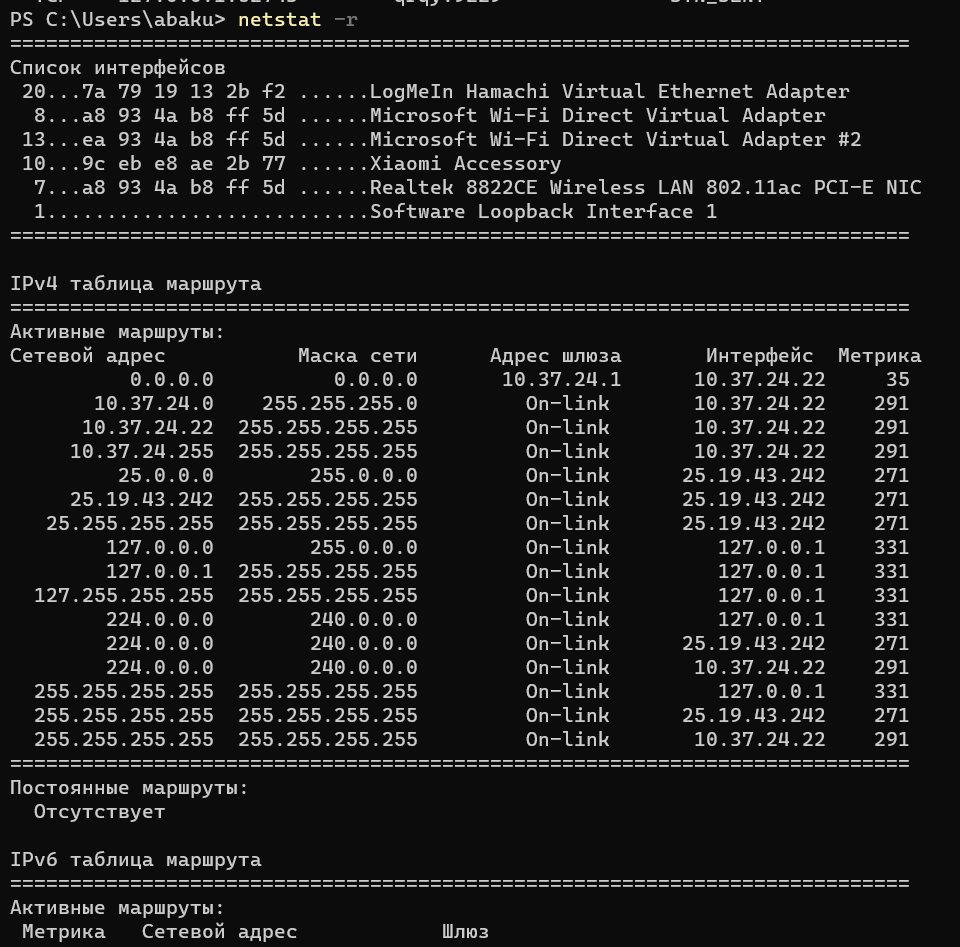 PS C:\Users\abaku> netstat -r
===========================================================================
Список интерфейсов
 20...7a 79 19 13 2b f2 ......LogMeIn Hamachi Virtual Ethernet Adapter
  8...a8 93 4a b8 ff 5d ......Microsoft Wi-Fi Direct Virtual Adapter
 13...ea 93 4a b8 ff 5d ......Microsoft Wi-Fi Direct Virtual Adapter #2
 10...9c eb e8 ae 2b 77 ......Xiaomi Accessory
  7...a8 93 4a b8 ff 5d ......Realtek 8822CE Wireless LAN 802.11ac PCI-E NIC
  1...........................Software Loopback Interface 1
===========================================================================
IPv4 таблица маршрута
===========================================================================
Активные маршруты:
Сетевой адрес           Маска сети      Адрес шлюза       Интерфейс  Метрика
          0.0.0.0          0.0.0.0       10.37.24.1      10.37.24.22     35
       10.37.24.0    255.255.255.0         On-link       10.37.24.22    291
      10.37.24.22  255.255.255.255         On-link       10.37.24.22    291
     10.37.24.255  255.255.255.255         On-link       10.37.24.22    291
         25.0.0.0        255.0.0.0         On-link      25.19.43.242    271
     25.19.43.242  255.255.255.255         On-link      25.19.43.242    271
   25.255.255.255  255.255.255.255         On-link      25.19.43.242    271
        127.0.0.0        255.0.0.0         On-link         127.0.0.1    331
        127.0.0.1  255.255.255.255         On-link         127.0.0.1    331
  127.255.255.255  255.255.255.255         On-link         127.0.0.1    331
        224.0.0.0        240.0.0.0         On-link         127.0.0.1    331
        224.0.0.0        240.0.0.0         On-link      25.19.43.242    271
        224.0.0.0        240.0.0.0         On-link       10.37.24.22    291
  255.255.255.255  255.255.255.255         On-link         127.0.0.1    331
  255.255.255.255  255.255.255.255         On-link      25.19.43.242    271
  255.255.255.255  255.255.255.255         On-link       10.37.24.22    291
===========================================================================
Постоянные маршруты:
  Отсутствует
IPv6 таблица маршрута
===========================================================================
Активные маршруты:
 Метрика   Сетевой адрес            Шлюз